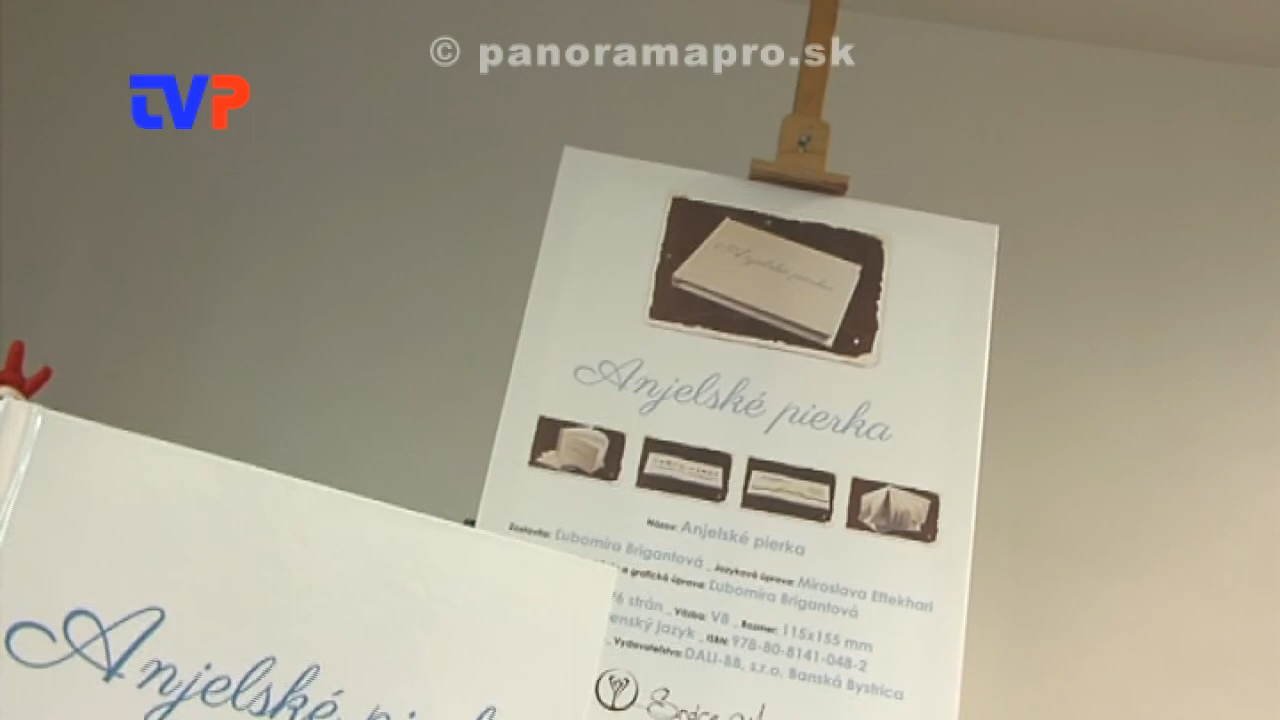 © panoramapro.sk
TVP
Anjelské pierka
Anjelské pierka
Názov: Anjelské pierka
Zostavila: Ľubomíra Brigantová _ Jazyková úprava: Miroslava Eftekhari
a grafická úprava: Ľubomíra Brigantová
strán _ Väzba: V8 _ Rozmer: 115x155 mm
jazyk _ ISBN: 978-80-8141-048-2
Vydavateľstvo: DALI-BB, s.r.o. Banská Bystrica
Anjelské